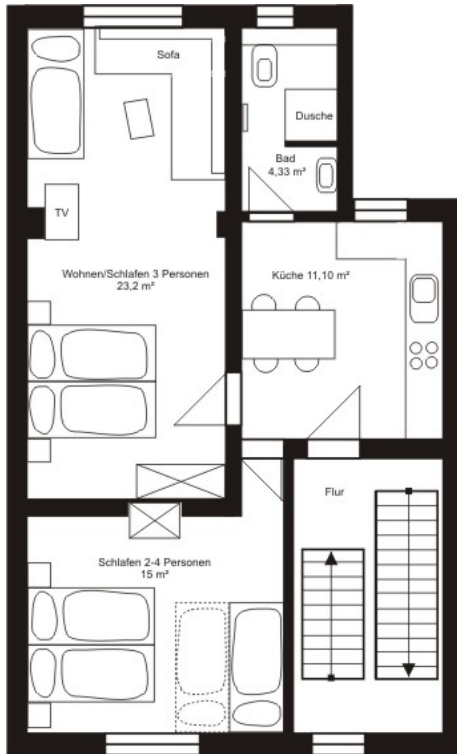 Sofa
Dusche
Bad
4,33 m²
TV
Wohnen/Schlafen 3 Personen
23,2 m²
Küche 11,10 m²
Flur
Schlafen 2-4 Personen
15 m²